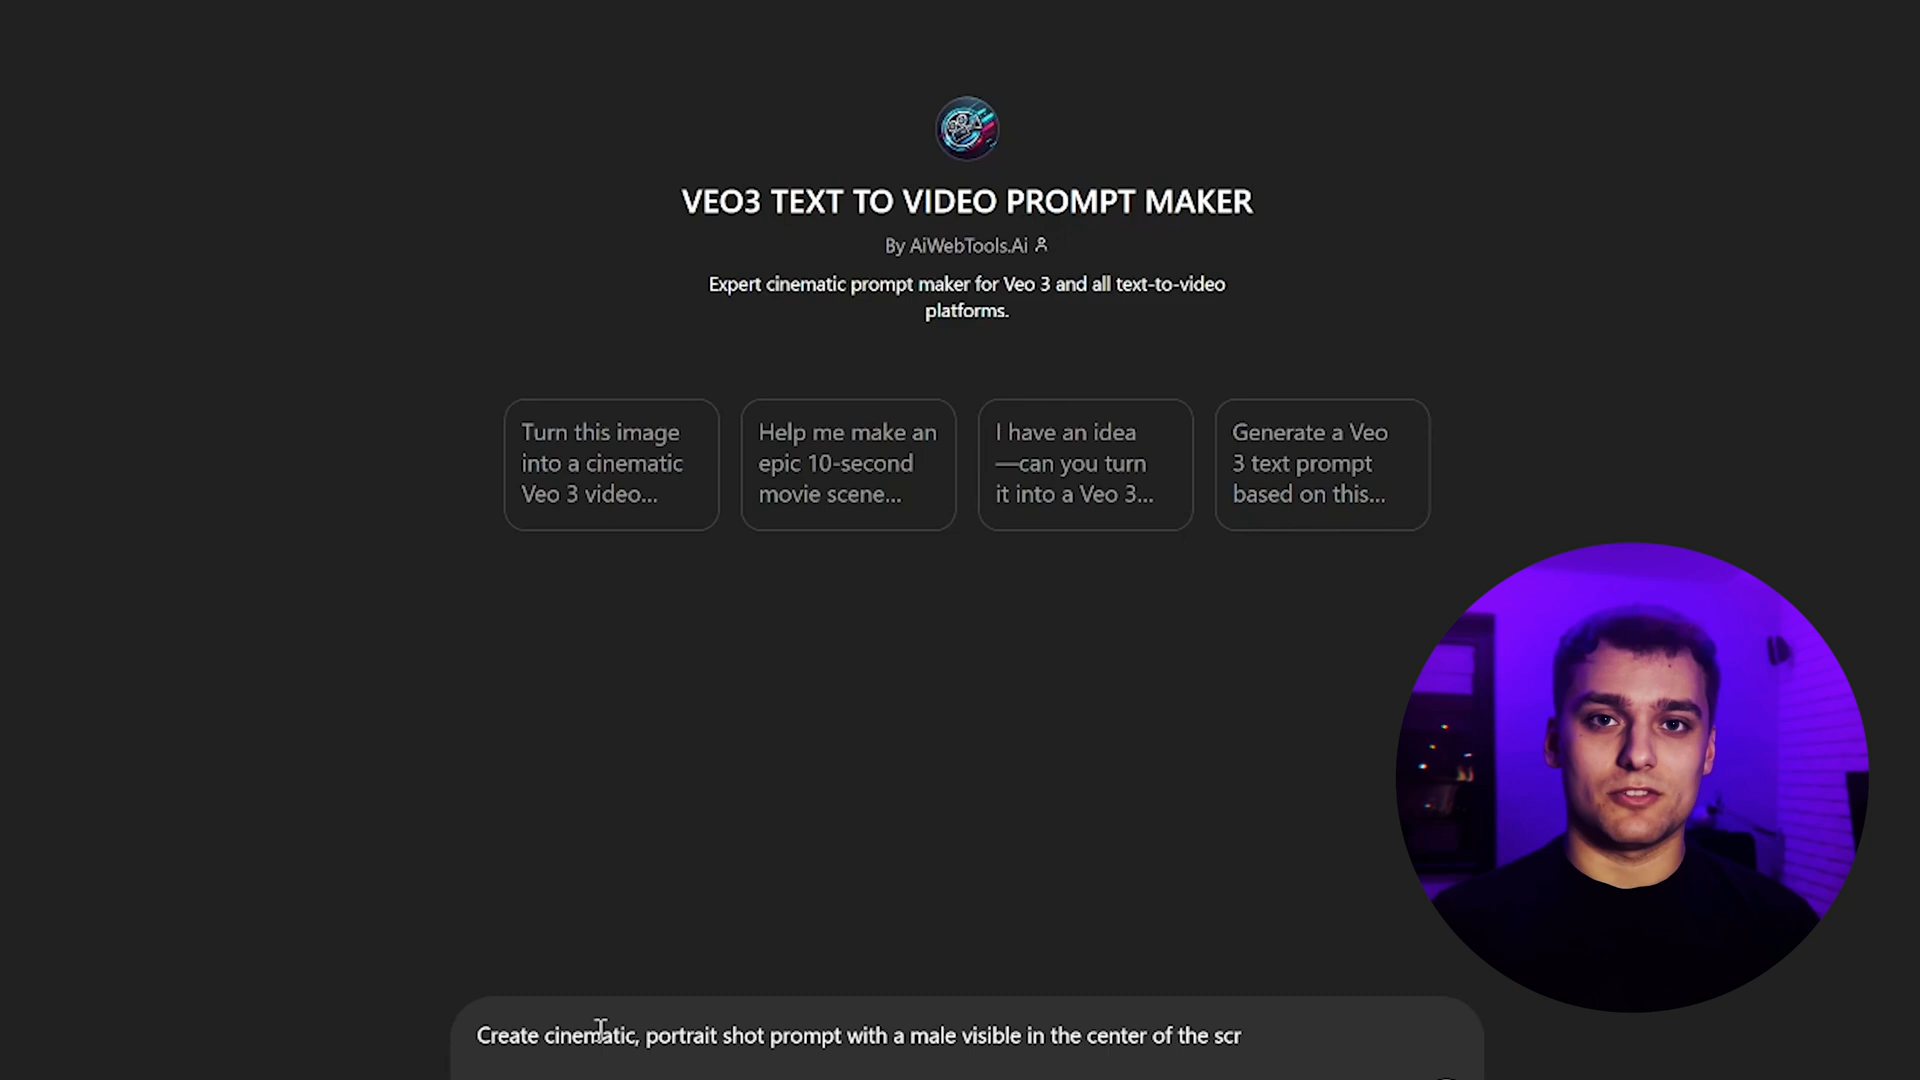 VEO3 TEXT TO VIDEO PROMPT MAKER
By AiWebTools.Ai
Expert cinematic prompt maker for Veo 3 and all text-to-video
platforms.
Turn this image
into a cinematic
Veo 3 video...
Help me make an
epic 10-second
movie scene...
I have an idea
—can you turn
it into a Veo 3...
Generate a Veo
3 text prompt
based on this...
Create cinematic, portrait shot prompt with a male visible in the center of the scr